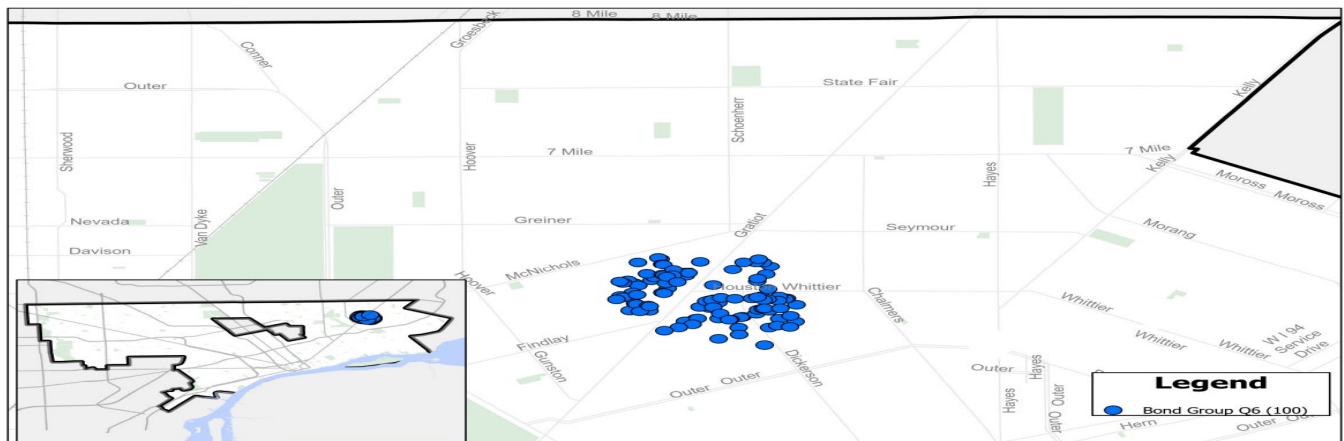 8 Mile 8 Mile
Conner
Groesbeck
Outer
State Fair
Kelly
Sherwood
Schoenherr
Hoover
7 Mile
7 Mile
Hayes
Kelly
Moross Moross
Outer
Van Dyke
Nevada
Greiner
Gratiot
Seymour
Morang
Davison
McNichols
Hoover
Whittier
Chalmers
Whittier
Whittier
Whittier
W I 94
Service
Drive
Findlay
Gunston
Dickerson
Outer Outer
Outer
Hayes
Hayes
Outer
Outer
Hern
Legend
Bond Group Q6 (100)